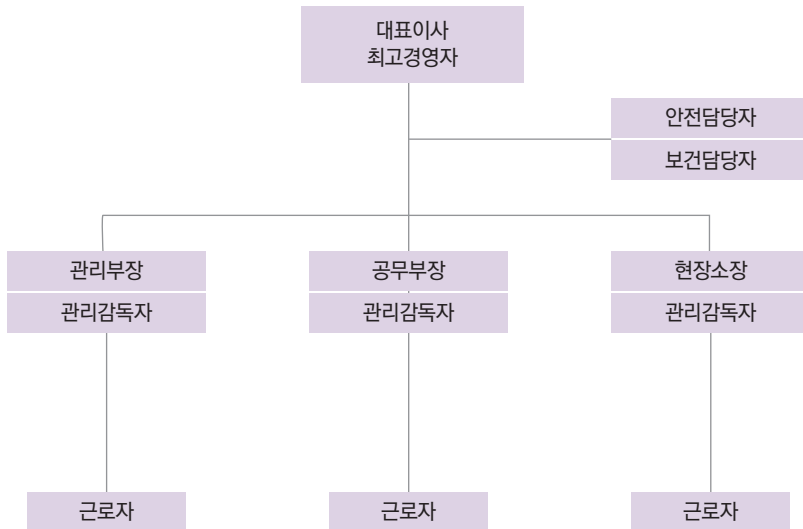 대표이사
최고경영자
안전담당자
보건담당자
관리부장
공무부장
현장소장
관리감독자
관리감독자
관리감독자
근로자
근로자
근로자